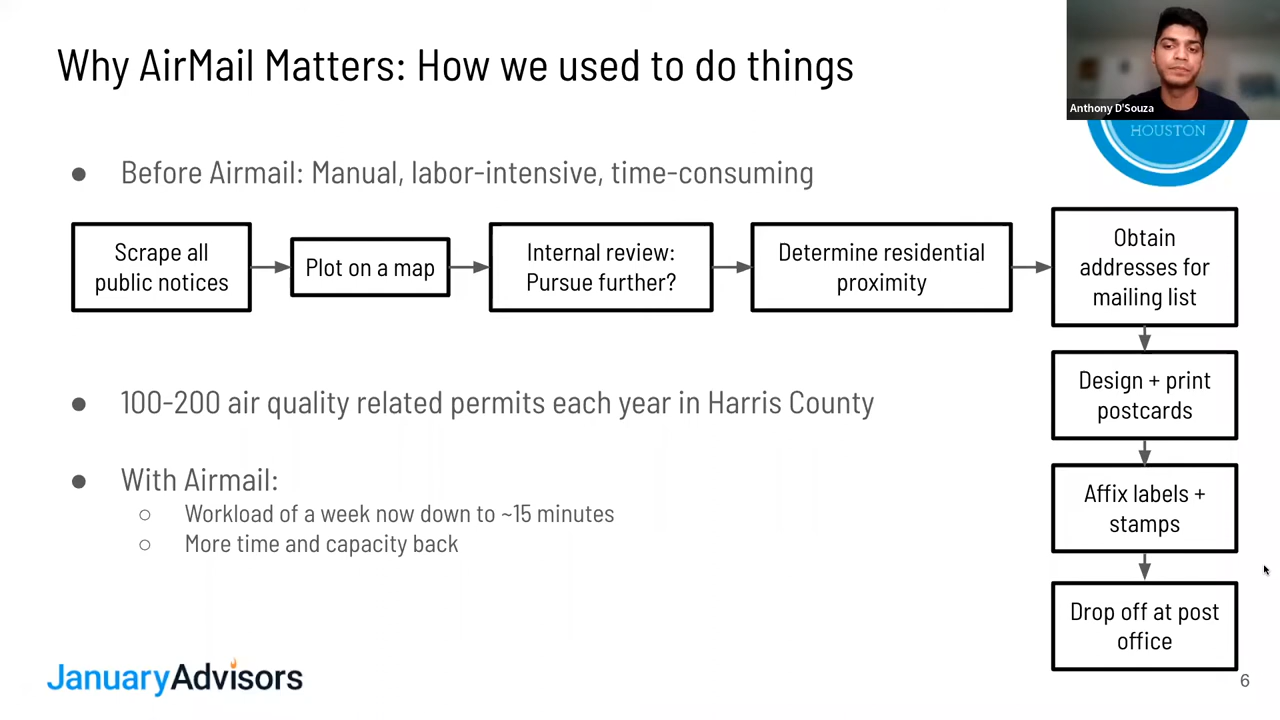 Why AirMail Matters: How we used to do things
Anthony D'Souza
HOUSTON
● Before Airmail: Manual, labor-intensive, time-consuming
Scrape all
public notices
Plot on a map
Internal review:
Pursue further?
Determine residential
proximity
Obtain
addresses for
mailing list
Design + print
postcards
Affix labels +
stamps
Drop off at post
office
● 100-200 air quality related permits each year in Harris County
● With Airmail:
○ Workload of a week now down to ~15 minutes
○ More time and capacity back
JanuaryAdvisors
6